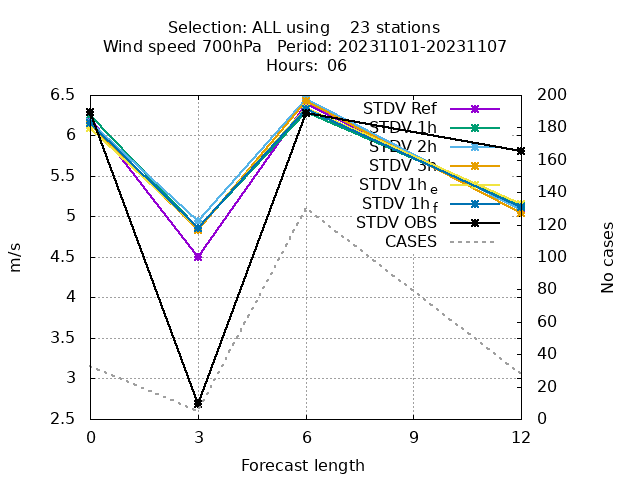 Selection: ALL using    23 stations
Wind speed 700hPa   Period: 20231101-20231107
Hours:  06
6.5
6
5.5
5
4.5
4
3.5
3
2.5
200
180
160
140
120
100
80
60
40
20
0
STDV Ref
STDV 1h
STDV 2h
STDV 3h
STDV 1h e
STDV 1h f
STDV OBS
CASES
m/s
No cases
0 3 6 9 12
Forecast length